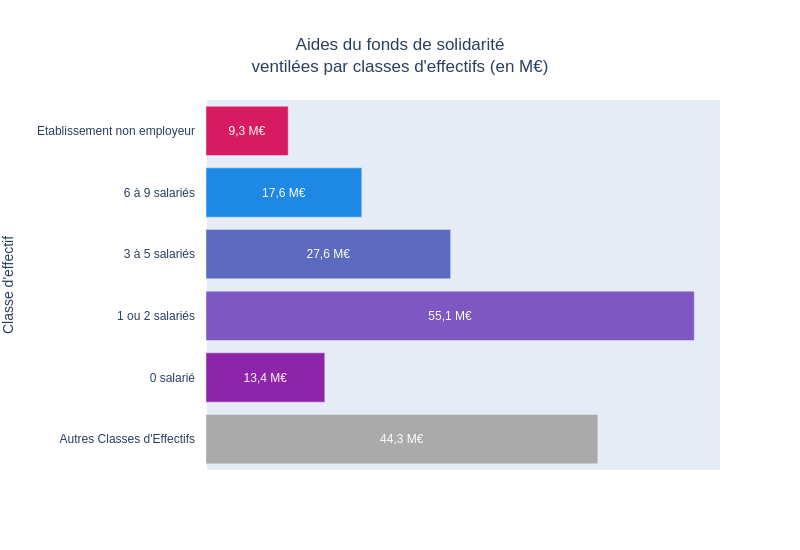 Aides du fonds de solidarité
ventilées par classes d'effectifs (en M€)
Classe d'effectif
Etablissement non employeur
9,3 M€
6 à 9 salariés
17,6 M€
3 à 5 salariés
27,6 M€
1 ou 2 salariés
55,1 M€
0 salarié
13,4 M€
Autres Classes d'Effectifs
44,3 M€